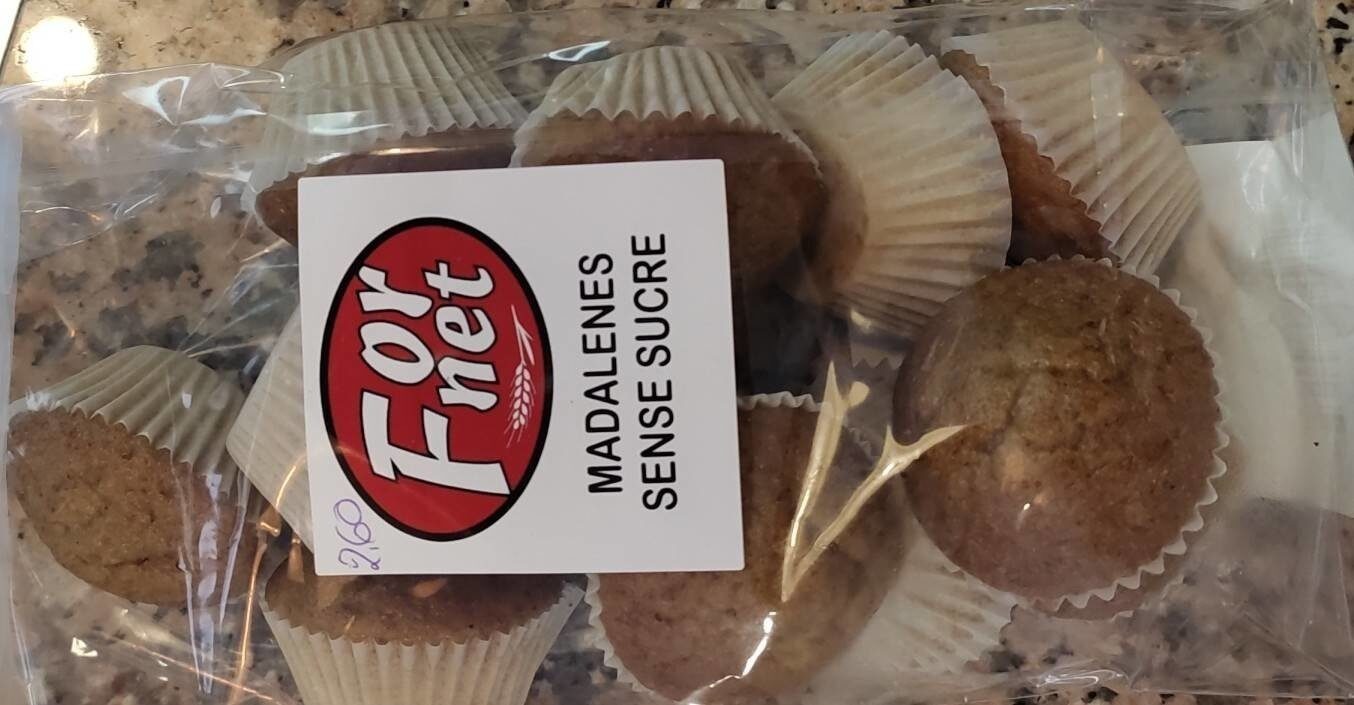 For
Fnet
MADALENES
SENSE SUCRE
2,60